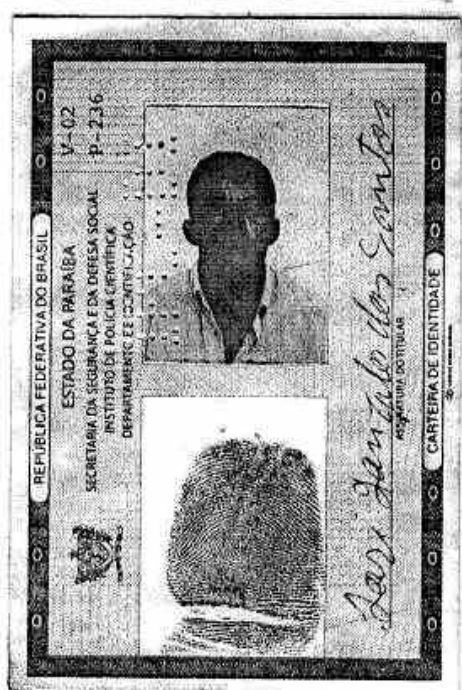 REPÚBLICA FEDERATIVA DO BRASIL
ESTADO DA PARAÍBA
V-02
SECRETARIA DA SEGURANÇA E DA DEFESA SOCIAL
P-236
INSTITUTO DE POLÍCIA CIENTÍFICA
DEPARTAMENTO DE IDENTIFICAÇÃO
dos Santos
ASSINATURA DO TITULAR
CARTEIRA DE IDENTIDADE